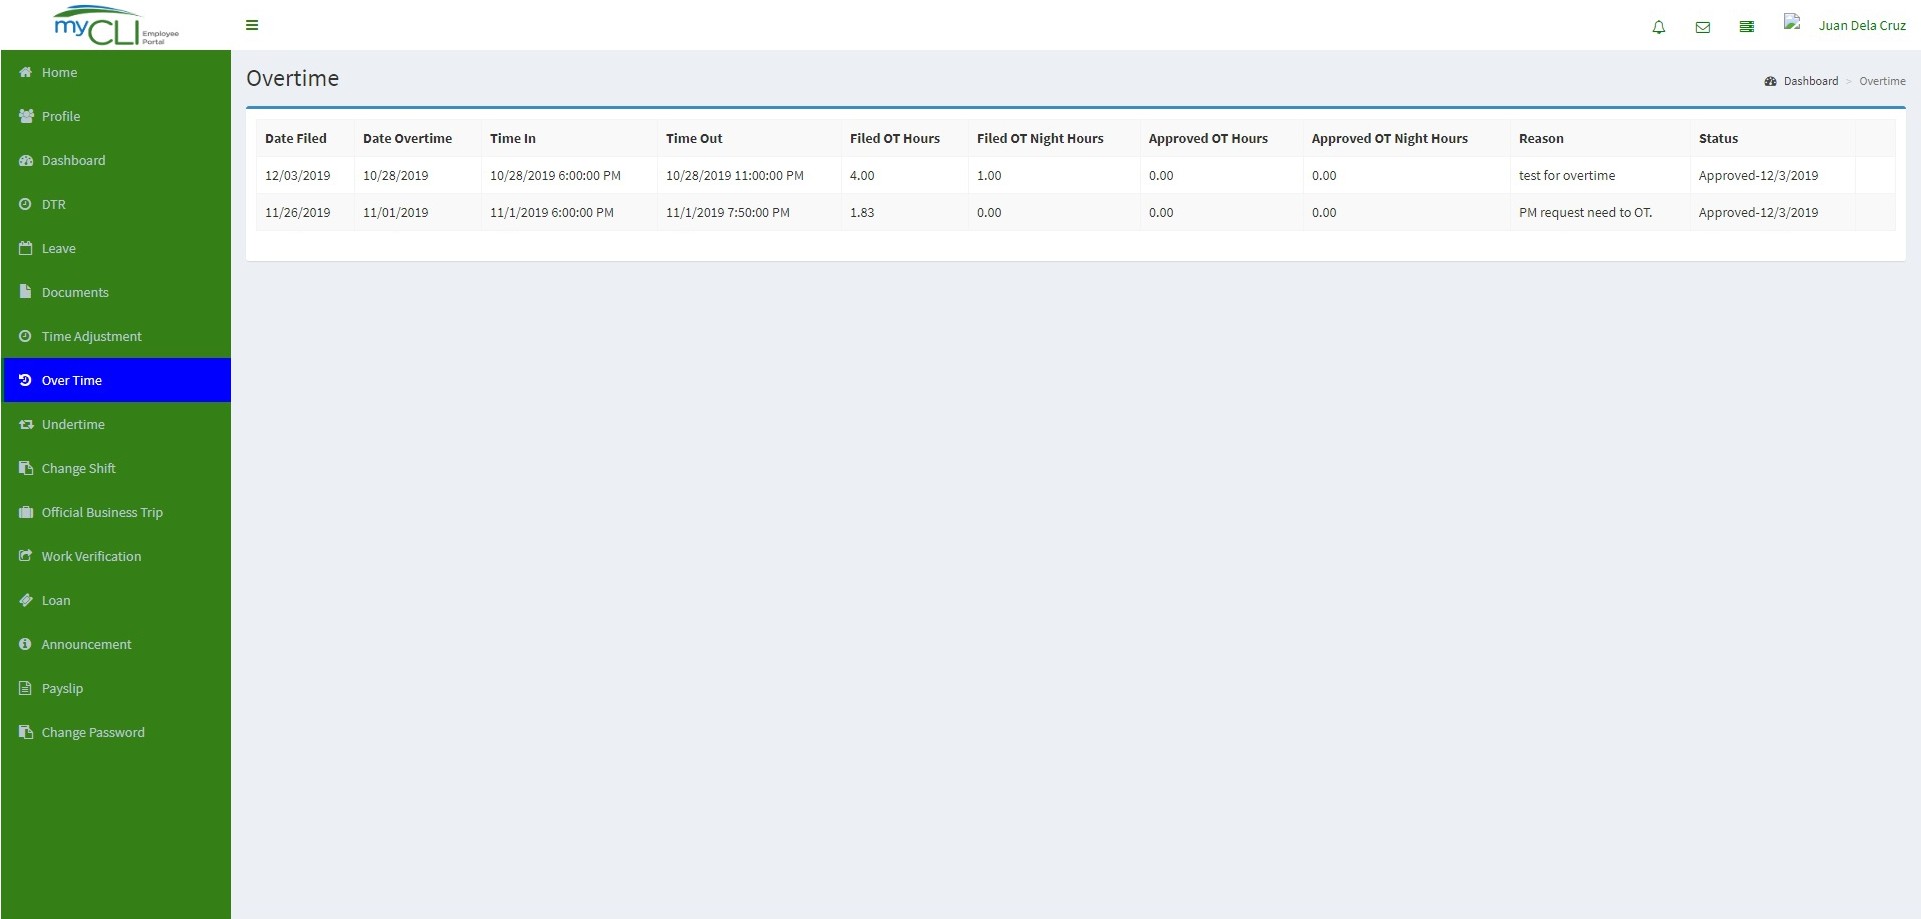 myCLI Employee Portal
Juan Dela Cruz
Home
Profile
Dashboard
DTR
Leave
Documents
Time Adjustment
Over Time
Undertime
Change Shift
Official Business Trip
Work Verification
Loan
Announcement
Payslip
Change Password
Overtime
Dashboard > Overtime
Date Filed Date Overtime Time In Time Out Filed OT Hours Filed OT Night Hours Approved OT Hours Approved OT Night Hours Reason Status
12/03/2019 10/28/2019 10/28/2019 6:00:00 PM 10/28/2019 11:00:00 PM 4.00 1.00 0.00 0.00 test for overtime Approved-12/3/2019
11/26/2019 11/01/2019 11/1/2019 6:00:00 PM 11/1/2019 7:50:00 PM 1.83 0.00 0.00 0.00 PM request need to OT. Approved-12/3/2019